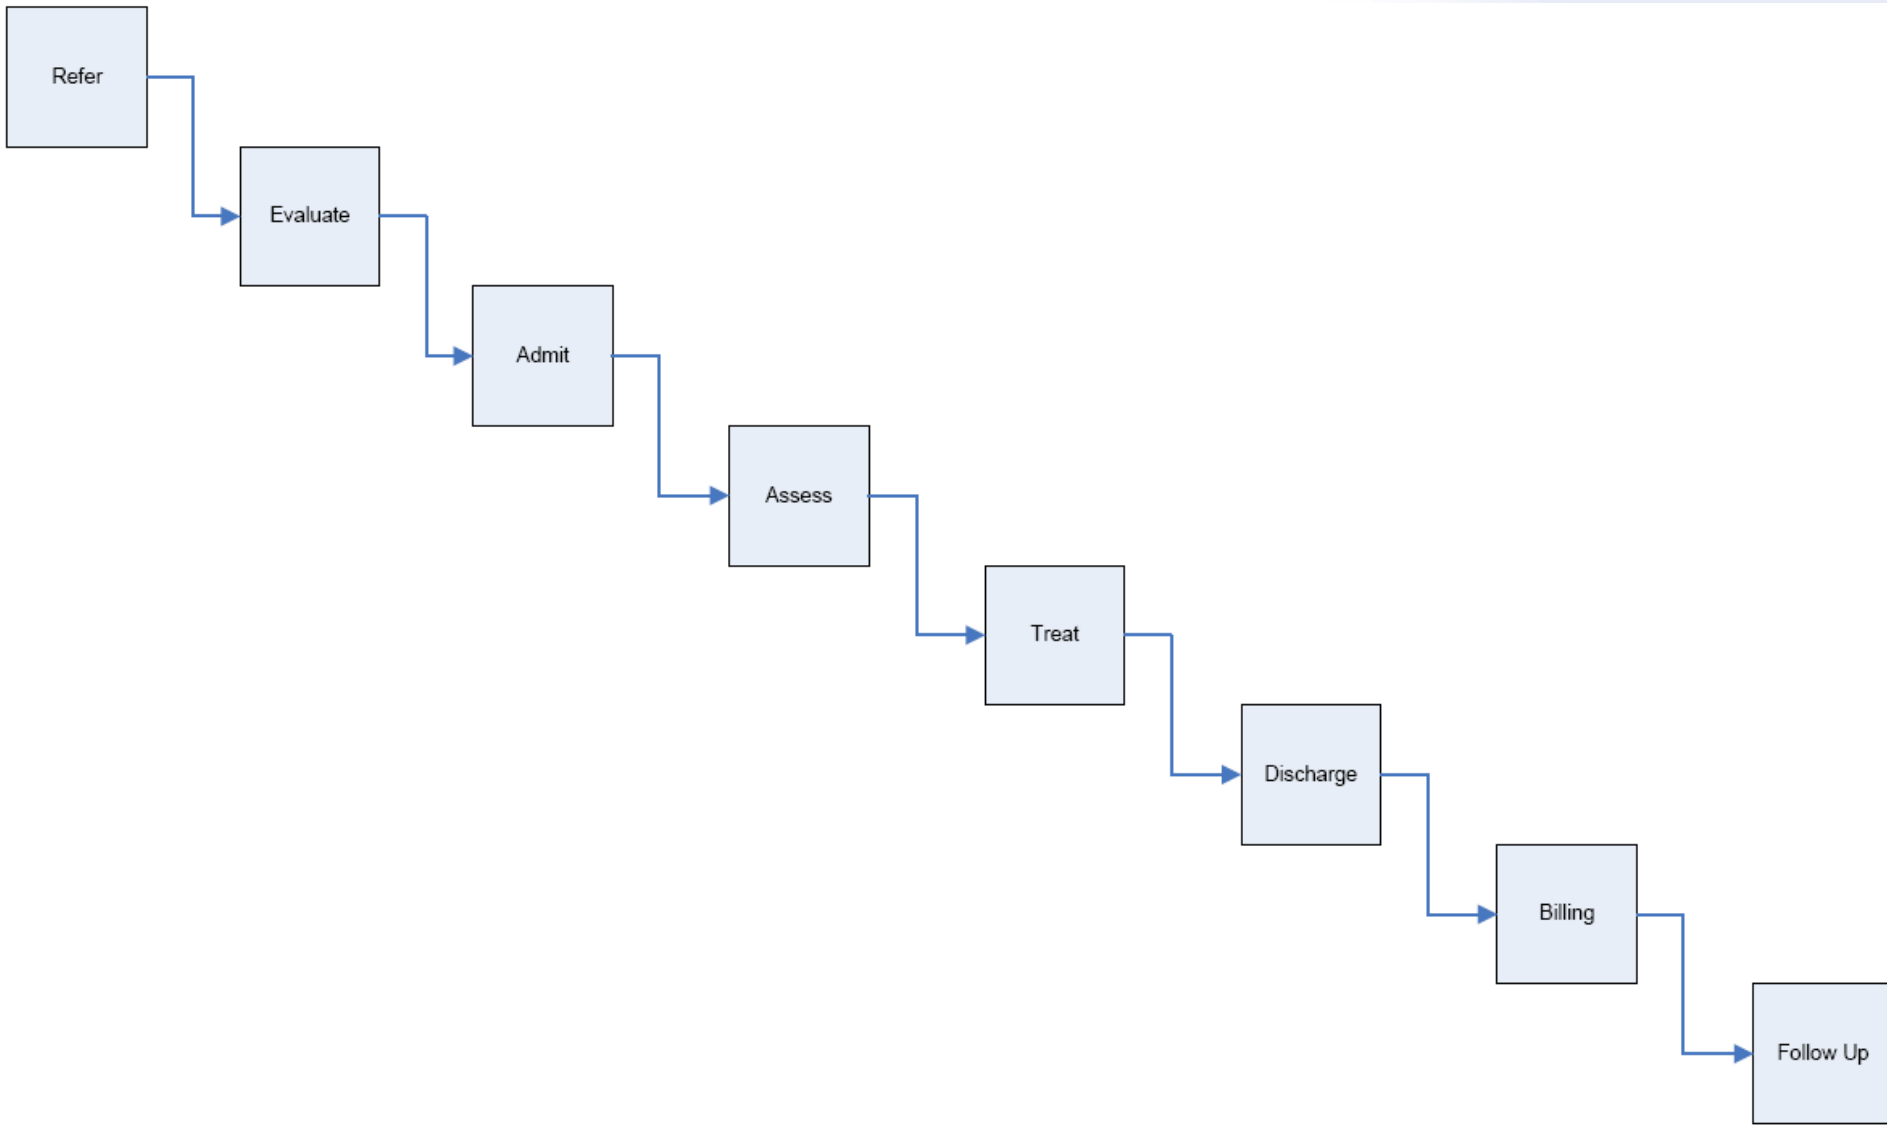 Refer
Evaluate
Admit
Assess
Treat
Discharge
Billing
Follow Up